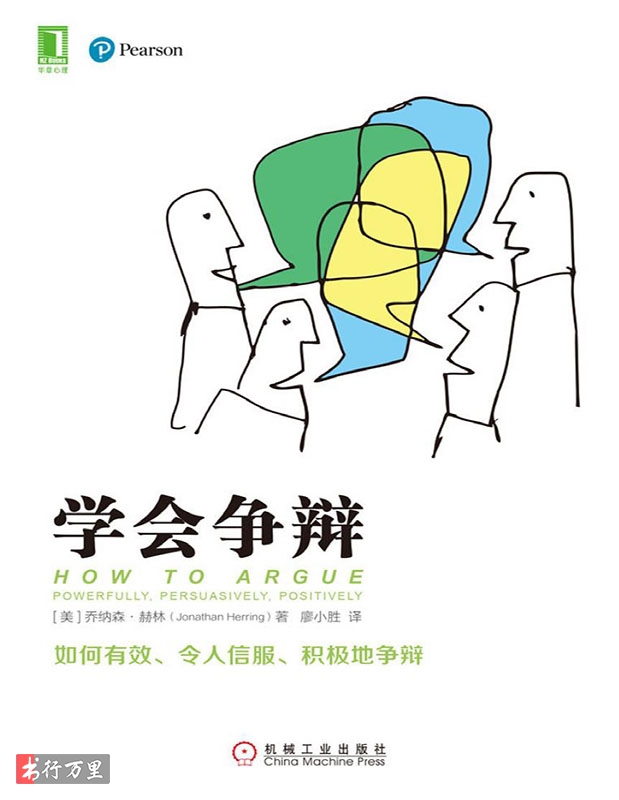 HZ Books
华章心理
Pearson
学会争辩
HOW TO ARGUE
POWERFULLY, PERSUASIVELY, POSITIVELY
[美]乔纳森·赫林(Jonathan Herring)著 廖小胜 译
如何有效、令人信服、积极地争辩
机械工业出版社
China Machine Press
书行万里